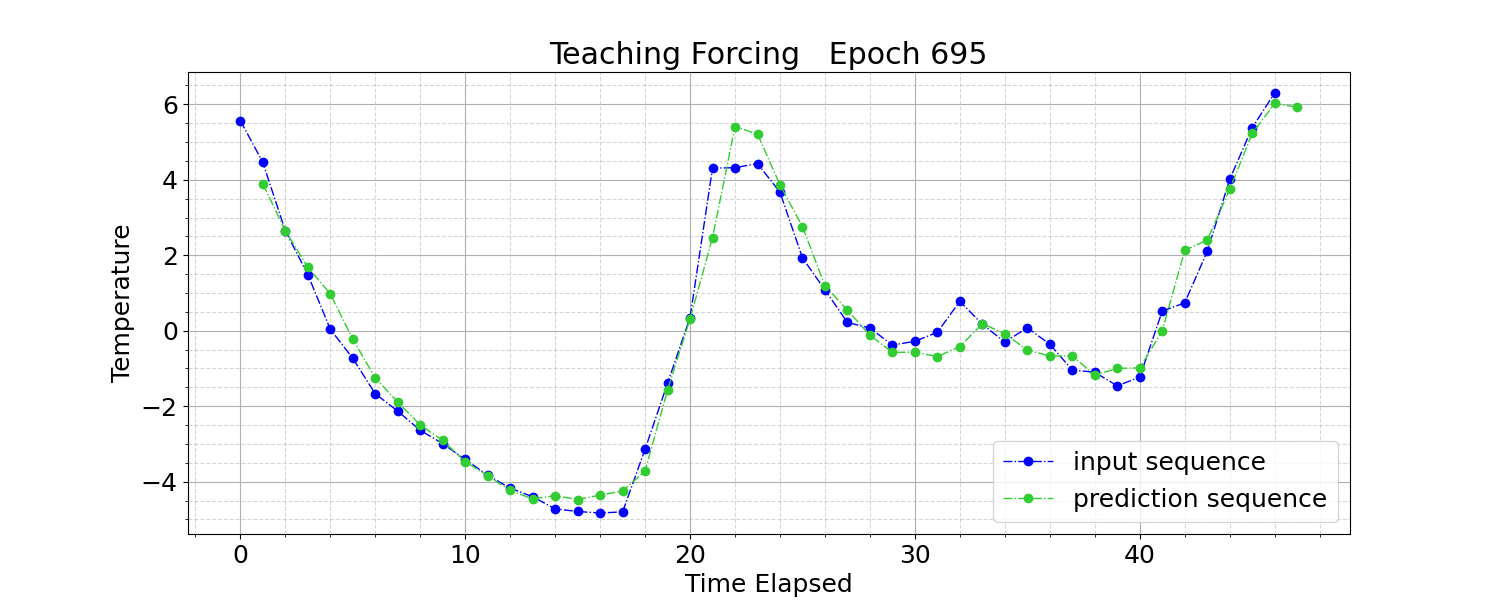 Teaching Forcing   Epoch 695
6
4
2
0
−2
−4
Temperature
input sequence
prediction sequence
0 10 20 30 40
Time Elapsed